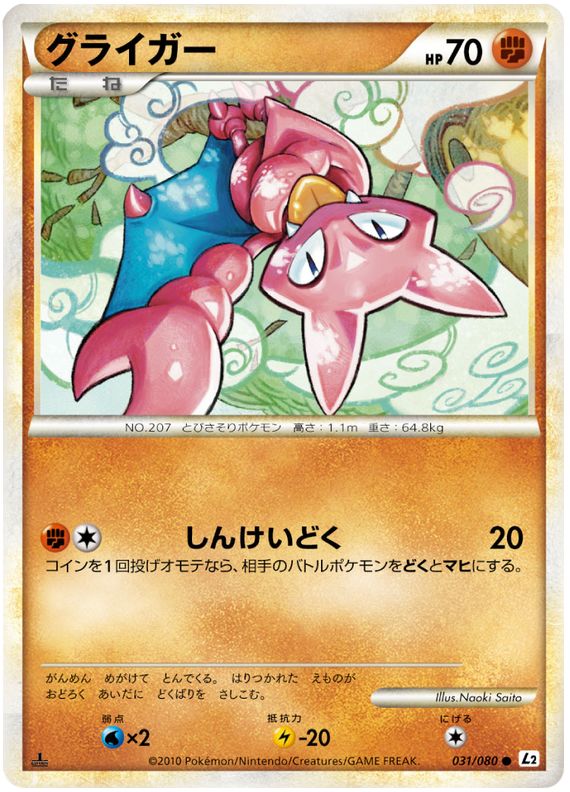 グライガー HP70
たね
NO.207 とびさそりポケモン 高さ：1.1m 重さ：64.8kg
しんけいどく 20
コインを1回投げオモテなら、相手のバトルポケモンをどくとマヒにする。
がんめん めがけて とんでくる。 はりつかれた えものが
おどろく あいだに どくばりを さしこむ。
Illus.Naoki Saito
弱点 抵抗力 にげる
×2 -20
©2010 Pokémon/Nintendo/Creatures/GAME FREAK.
031/080 L2